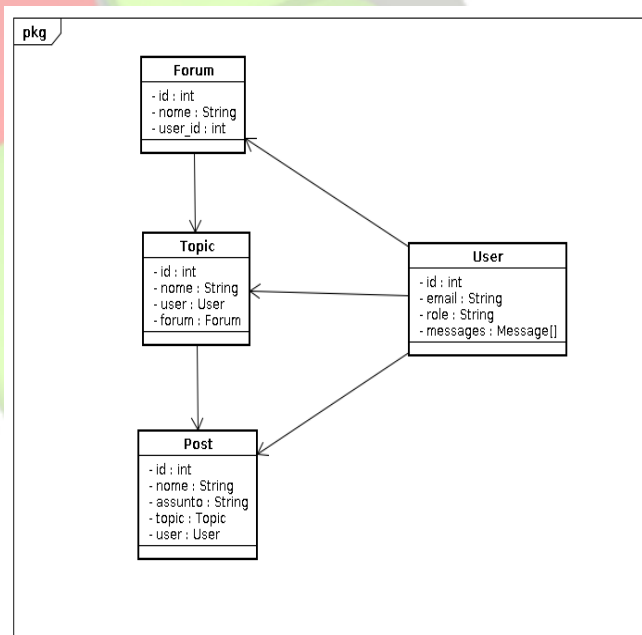 pkg
Forum
- id : int
- nome : String
- user_id : int
Topic
- id : int
- nome : String
- user : User
- forum : Forum
User
- id : int
- email : String
- role : String
- messages : Message[]
Post
- id : int
- nome : String
- assunto : String
- topic : Topic
- user : User